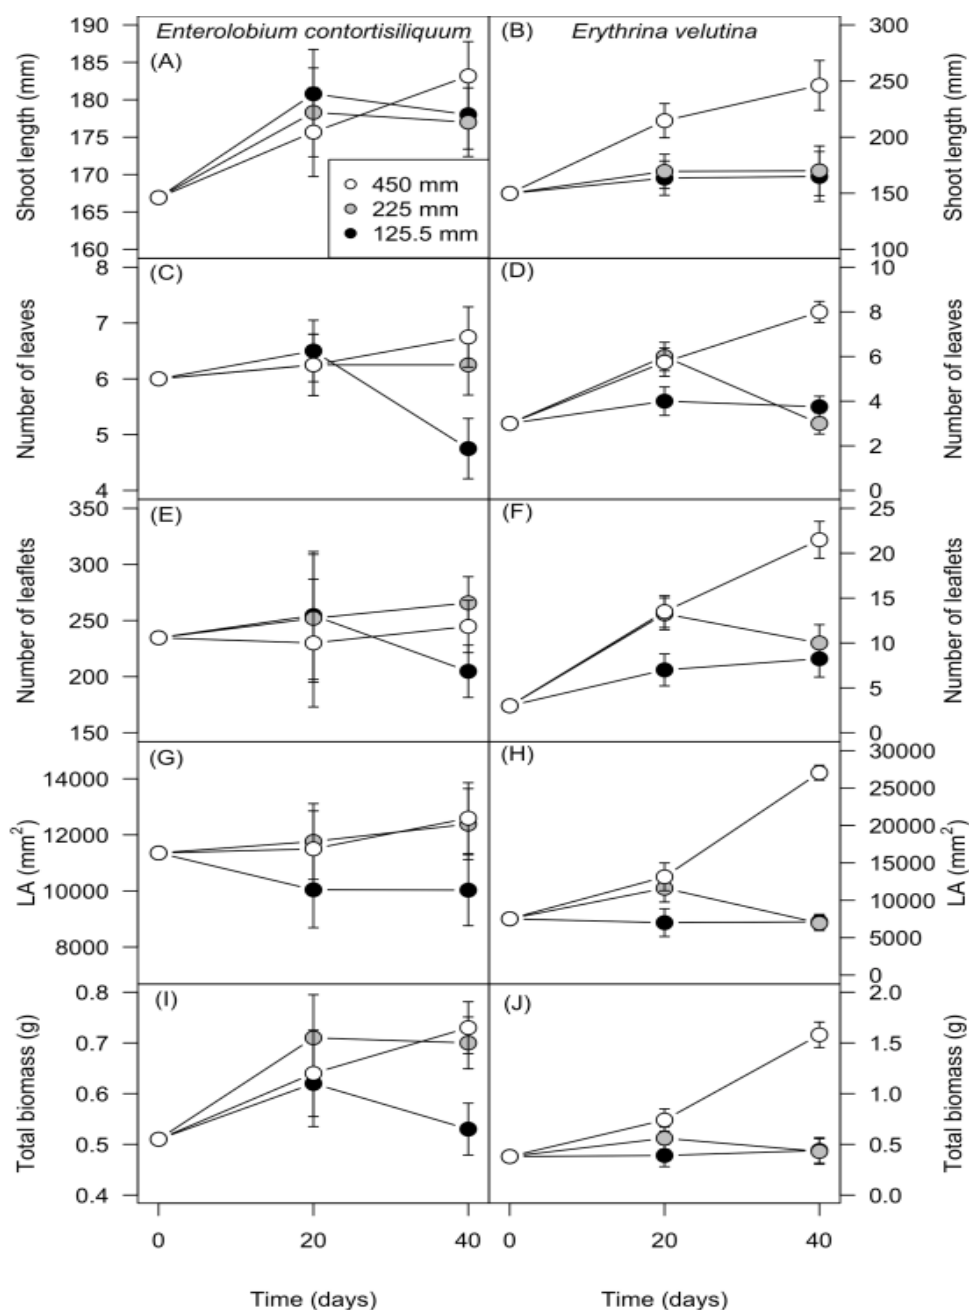 Enterolobium contortisiliquum
Erythrina velutina
Shoot length (mm)
190
185
180
175
170
165
160
(A)
450 mm
225 mm
125.5 mm
(B)
300
250
200
150
100
Shoot length (mm)
Number of leaves
8
7
6
5
4
(C)
(D)
10
8
6
4
2
0
Number of leaves
Number of leaflets
350
300
250
200
150
(E)
(F)
25
20
15
10
5
0
Number of leaflets
LA (mm²)
14000
12000
10000
8000
(G)
(H)
30000
25000
20000
15000
10000
5000
0
LA (mm²)
Total biomass (g)
0.8
0.7
0.6
0.5
0.4
(I)
(J)
2.0
1.5
1.0
0.5
0.0
Total biomass (g)
0 20 40
0 20 40
Time (days)
Time (days)